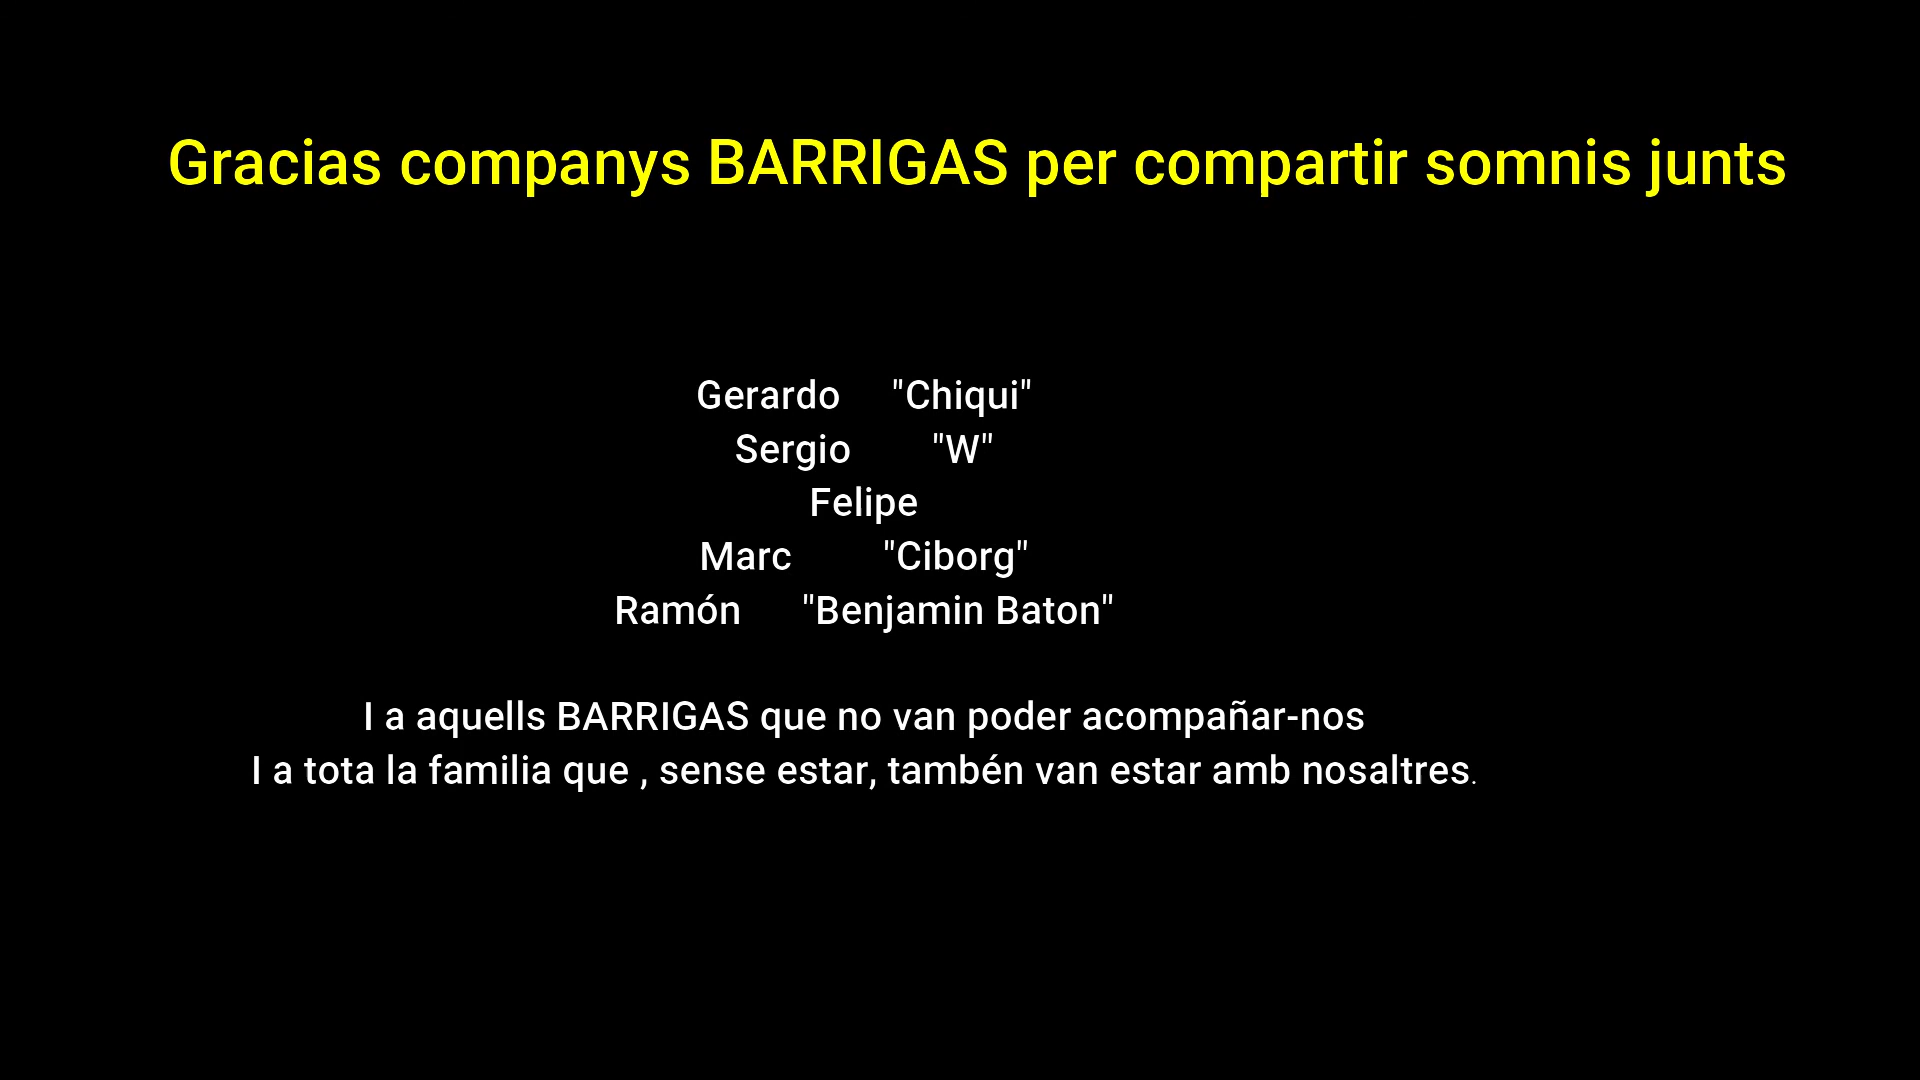 Gracias companys BARRIGAS per compartir somnis junts
Gerardo "Chiqui"
Sergio "W"
Felipe
Marc "Ciborg"
Ramón "Benjamin Baton"
I a aquells BARRIGAS que no van poder acompañar-nos
I a tota la familia que , sense estar, tambén van estar amb nosaltres.